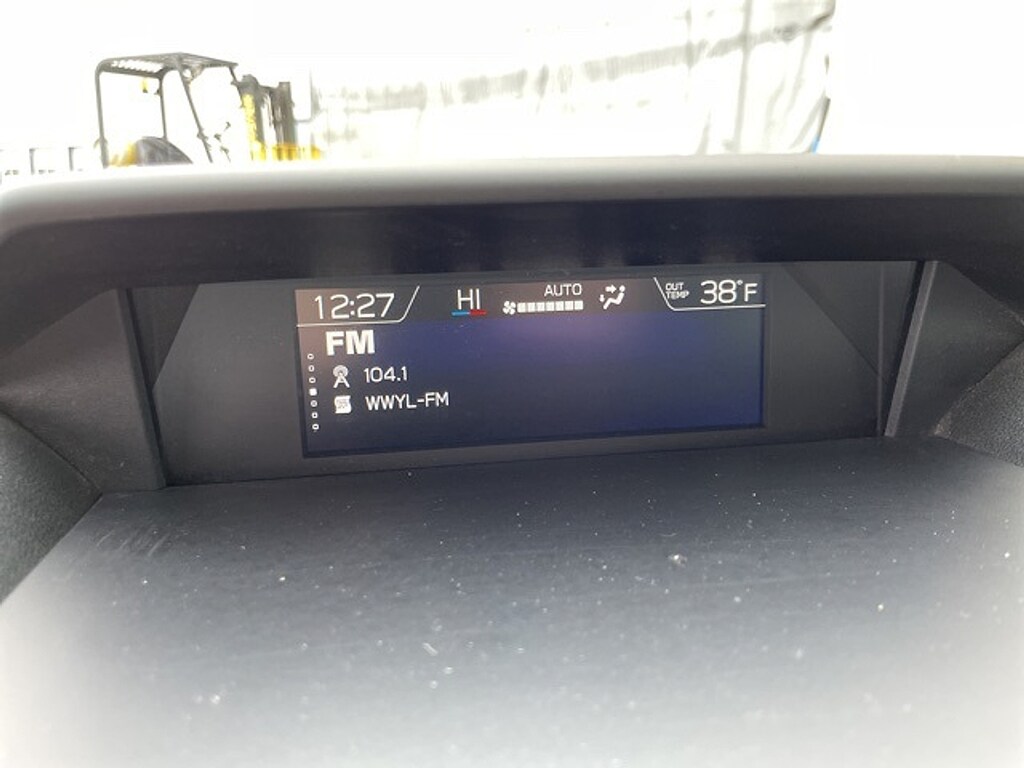 12:27
HI
AUTO
OUT
TEMP
38°F
FM
104.1
WWYL-FM